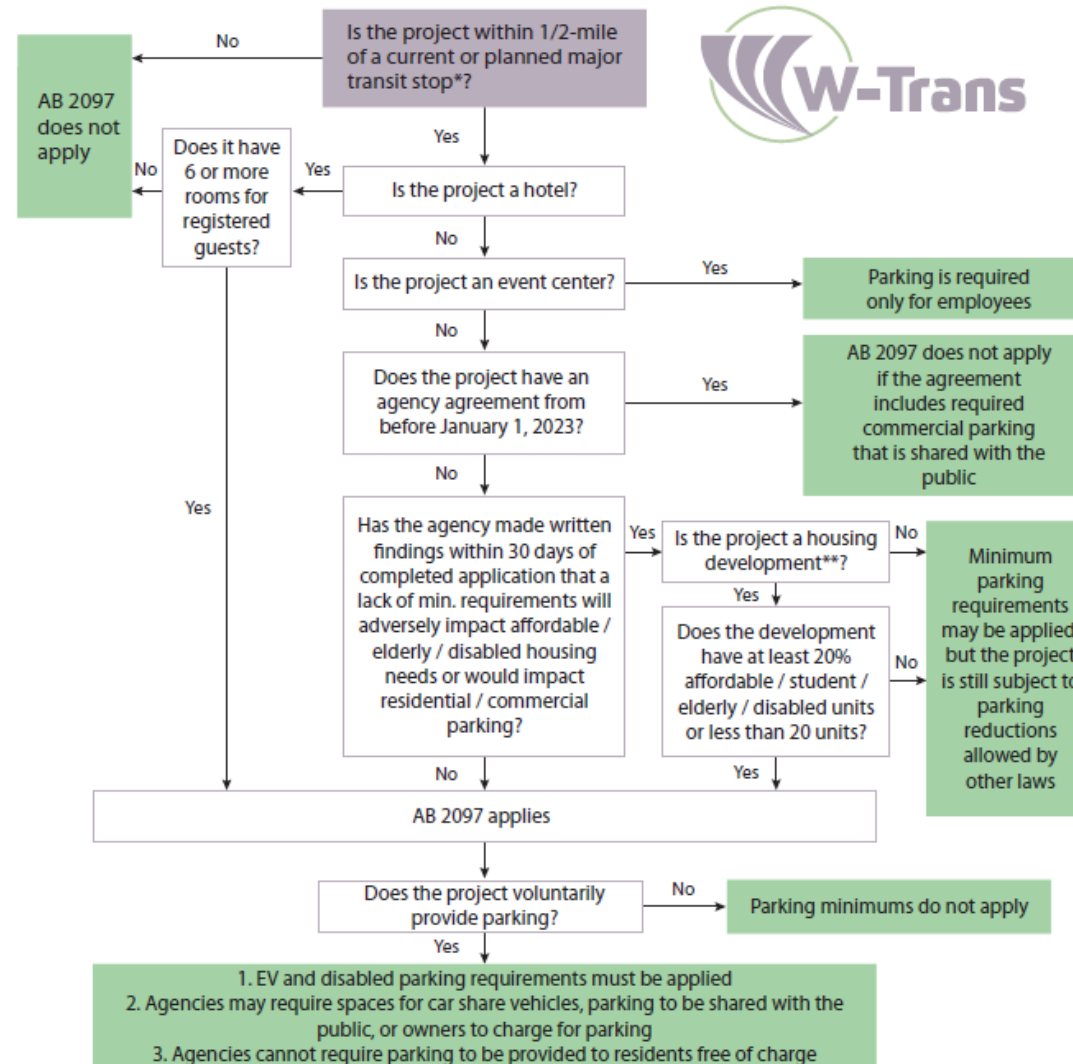 Is the project within 1/2-mile
of a current or planned major
transit stop*?
W-Trans
No
AB 2097
does not
apply
Yes
Does it have
6 or more
rooms for
registered
guests?
No
Yes
Is the project a hotel?
No
Is the project an event center?
Yes
Parking is required
only for employees
No
Does the project have an
agency agreement from
before January 1, 2023?
Yes
AB 2097 does not apply
if the agreement
includes required
commercial parking
that is shared with the
public
No
Yes
Has the agency made written
findings within 30 days of
completed application that a
lack of min. requirements will
adversely impact affordable /
elderly / disabled housing
needs or would impact
residential / commercial
parking?
Yes
Is the project a housing
development**?
No
Yes
Does the development
have at least 20%
affordable / student /
elderly / disabled units
or less than 20 units?
No
Minimum
parking
requirements
may be applied
but the project
is still subject to
parking
reductions
allowed by
other laws
No
Yes
AB 2097 applies
Does the project voluntarily
provide parking?
No
Parking minimums do not apply
Yes
1. EV and disabled parking requirements must be applied
2. Agencies may require spaces for car share vehicles, parking to be shared with the
public, or owners to charge for parking
3. Agencies cannot require parking to be provided to residents free of charge